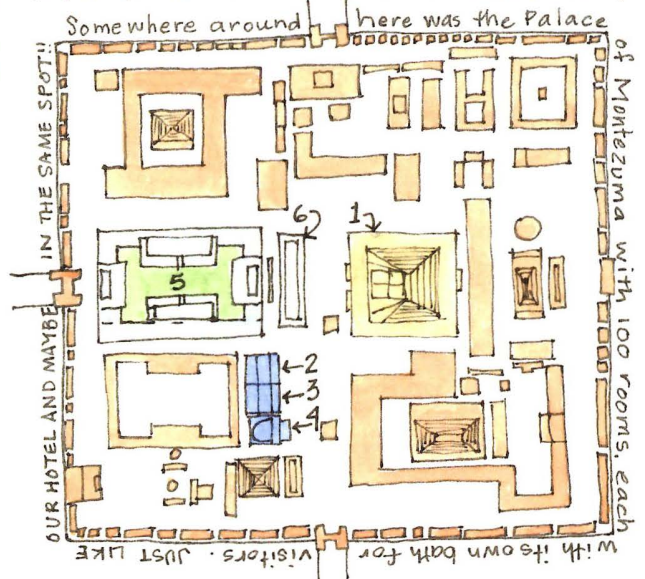 Somewhere around here was the Palace
of Montezuma with 100 rooms, each
with its own bath for visitors. JUST LIKE
OUR HOTEL AND MAYBE IN THE SAME SPOT!!
6
1
5
2
3
4